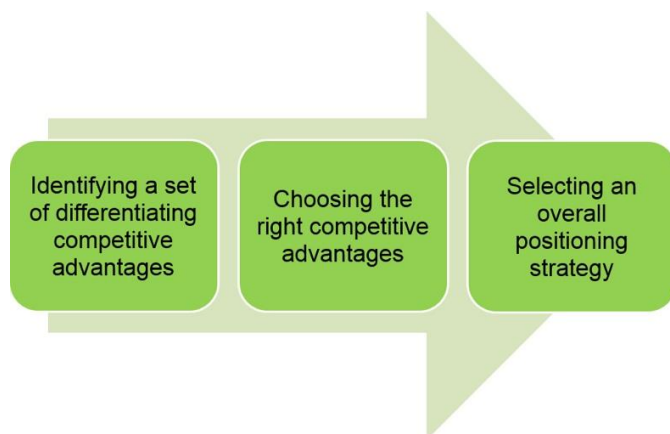 Identifying a set
of differentiating
competitive
advantages
Choosing the
right competitive
advantages
Selecting an
overall
positioning
strategy